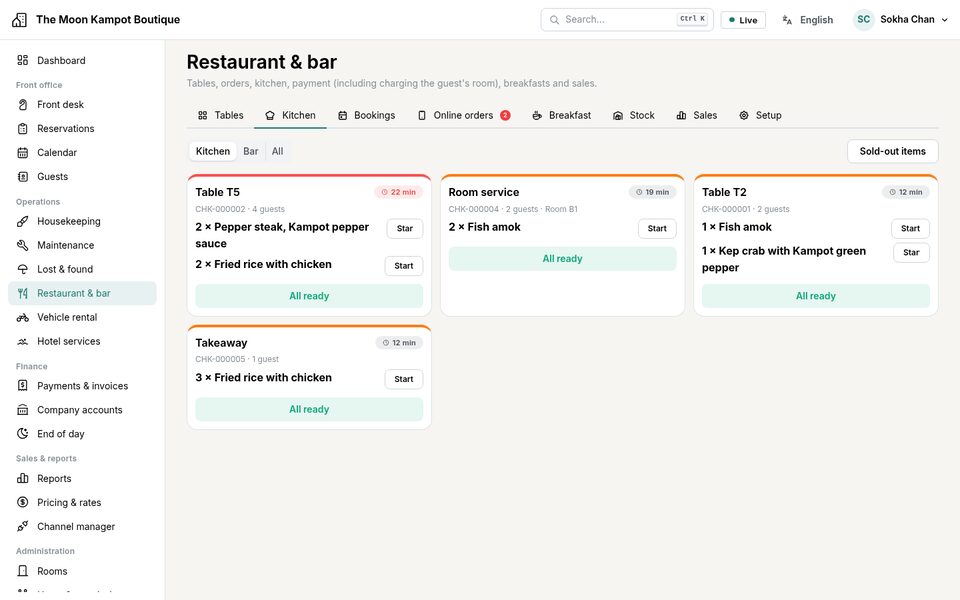 The Moon Kampot Boutique
Search...
Ctrl K
Live
English
SC
Sokha Chan
Dashboard
Front office
Front desk
Reservations
Calendar
Guests
Operations
Housekeeping
Maintenance
Lost & found
Restaurant & bar
Vehicle rental
Hotel services
Finance
Payments & invoices
Company accounts
End of day
Sales & reports
Reports
Pricing & rates
Channel manager
Administration
Rooms
Restaurant & bar
Tables, orders, kitchen, payment (including charging the guest's room), breakfasts and sales.
Tables
Kitchen
Bookings
Online orders 2
Breakfast
Stock
Sales
Setup
Kitchen
Bar
All
Sold-out items
Table T5
22 min
CHK-000002 · 4 guests
2 × Pepper steak, Kampot pepper
sauce
Star
2 × Fried rice with chicken
Start
All ready
Room service
19 min
CHK-000004 · 2 guests · Room B1
2 × Fish amok
Start
All ready
Table T2
12 min
CHK-000001 · 2 guests
1 × Fish amok
Start
1 × Kep crab with Kampot green
pepper
Star
All ready
Takeaway
12 min
CHK-000005 · 1 guest
3 × Fried rice with chicken
Start
All ready